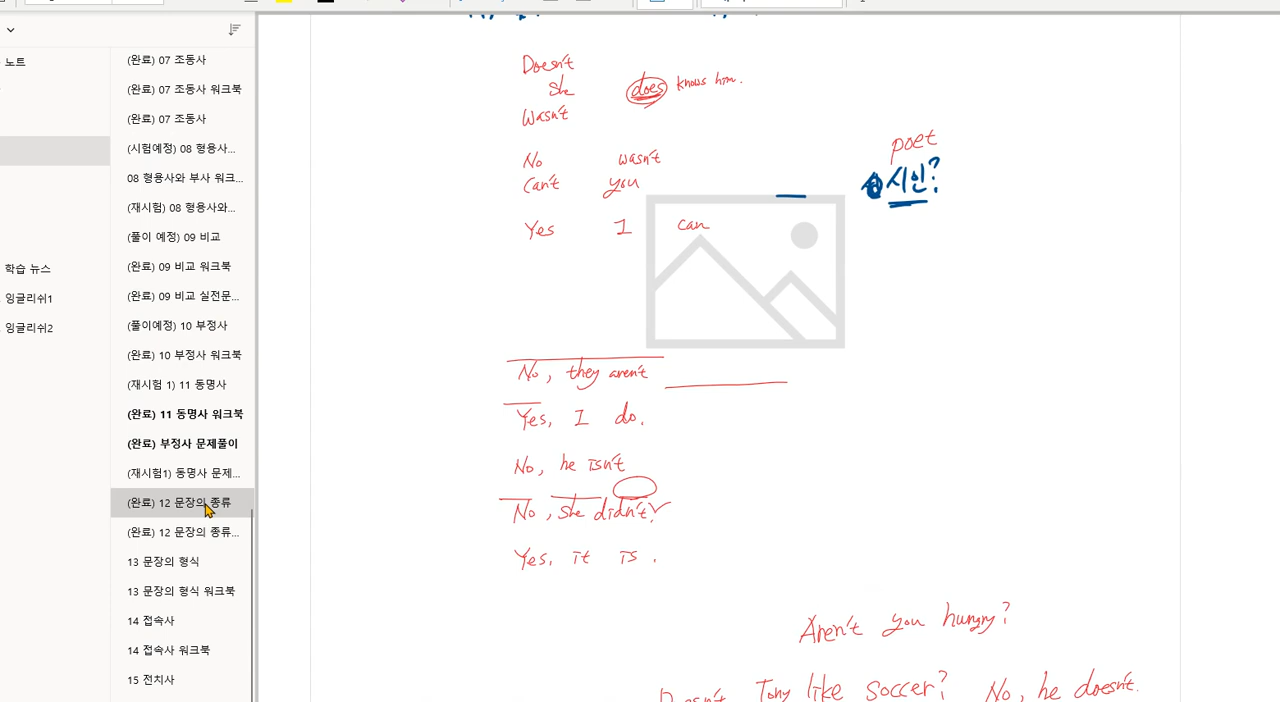 노트
학습 뉴스
잉글리쉬1
잉글리쉬2
(완료) 07 조동사
(완료) 07 조동사 워크북
(완료) 07 조동사
(시험예정) 08 형용사...
08 형용사와 부사 워크...
(재시험) 08 형용사와...
(풀이 예정) 09 비교
(완료) 09 비교 워크북
(완료) 09 비교 실전문...
(풀이예정) 10 부정사
(완료) 10 부정사 워크북
(재시험 1) 11 동명사
(완료) 11 동명사 워크북
(완료) 부정사 문제풀이
(재시험1) 동명사 문제...
(완료) 12 문장의 종류
(완료) 12 문장의 종류...
13 문장의 형식
13 문장의 형식 워크북
14 접속사
14 접속사 워크북
15 전치사
Doesn't
She does knows him.
Wasn't
No wasn't
Can't you
Yes I can
poet
시인?
No, they aren't
Yes, I do.
No, he isn't
No, she didn't.
Yes, it is.
Aren't you hungry?
Doesn't Tony like soccer? No, he doesn't.